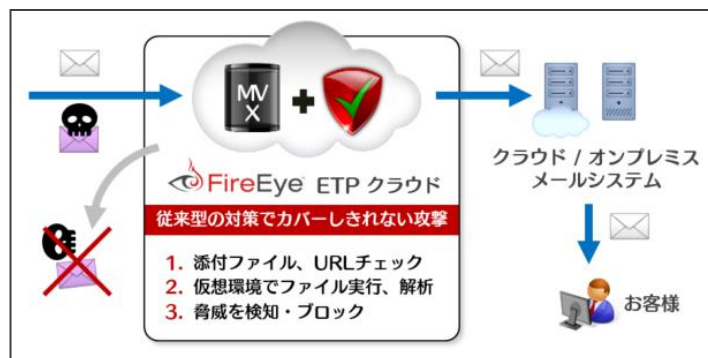 MV
X
FireEye ETP クラウド
従来型の対策でカバーしきれない攻撃
1. 添付ファイル、URLチェック
2. 仮想環境でファイル実行、解析
3. 脅威を検知・ブロック
クラウド / オンプレミス
メールシステム
お客様